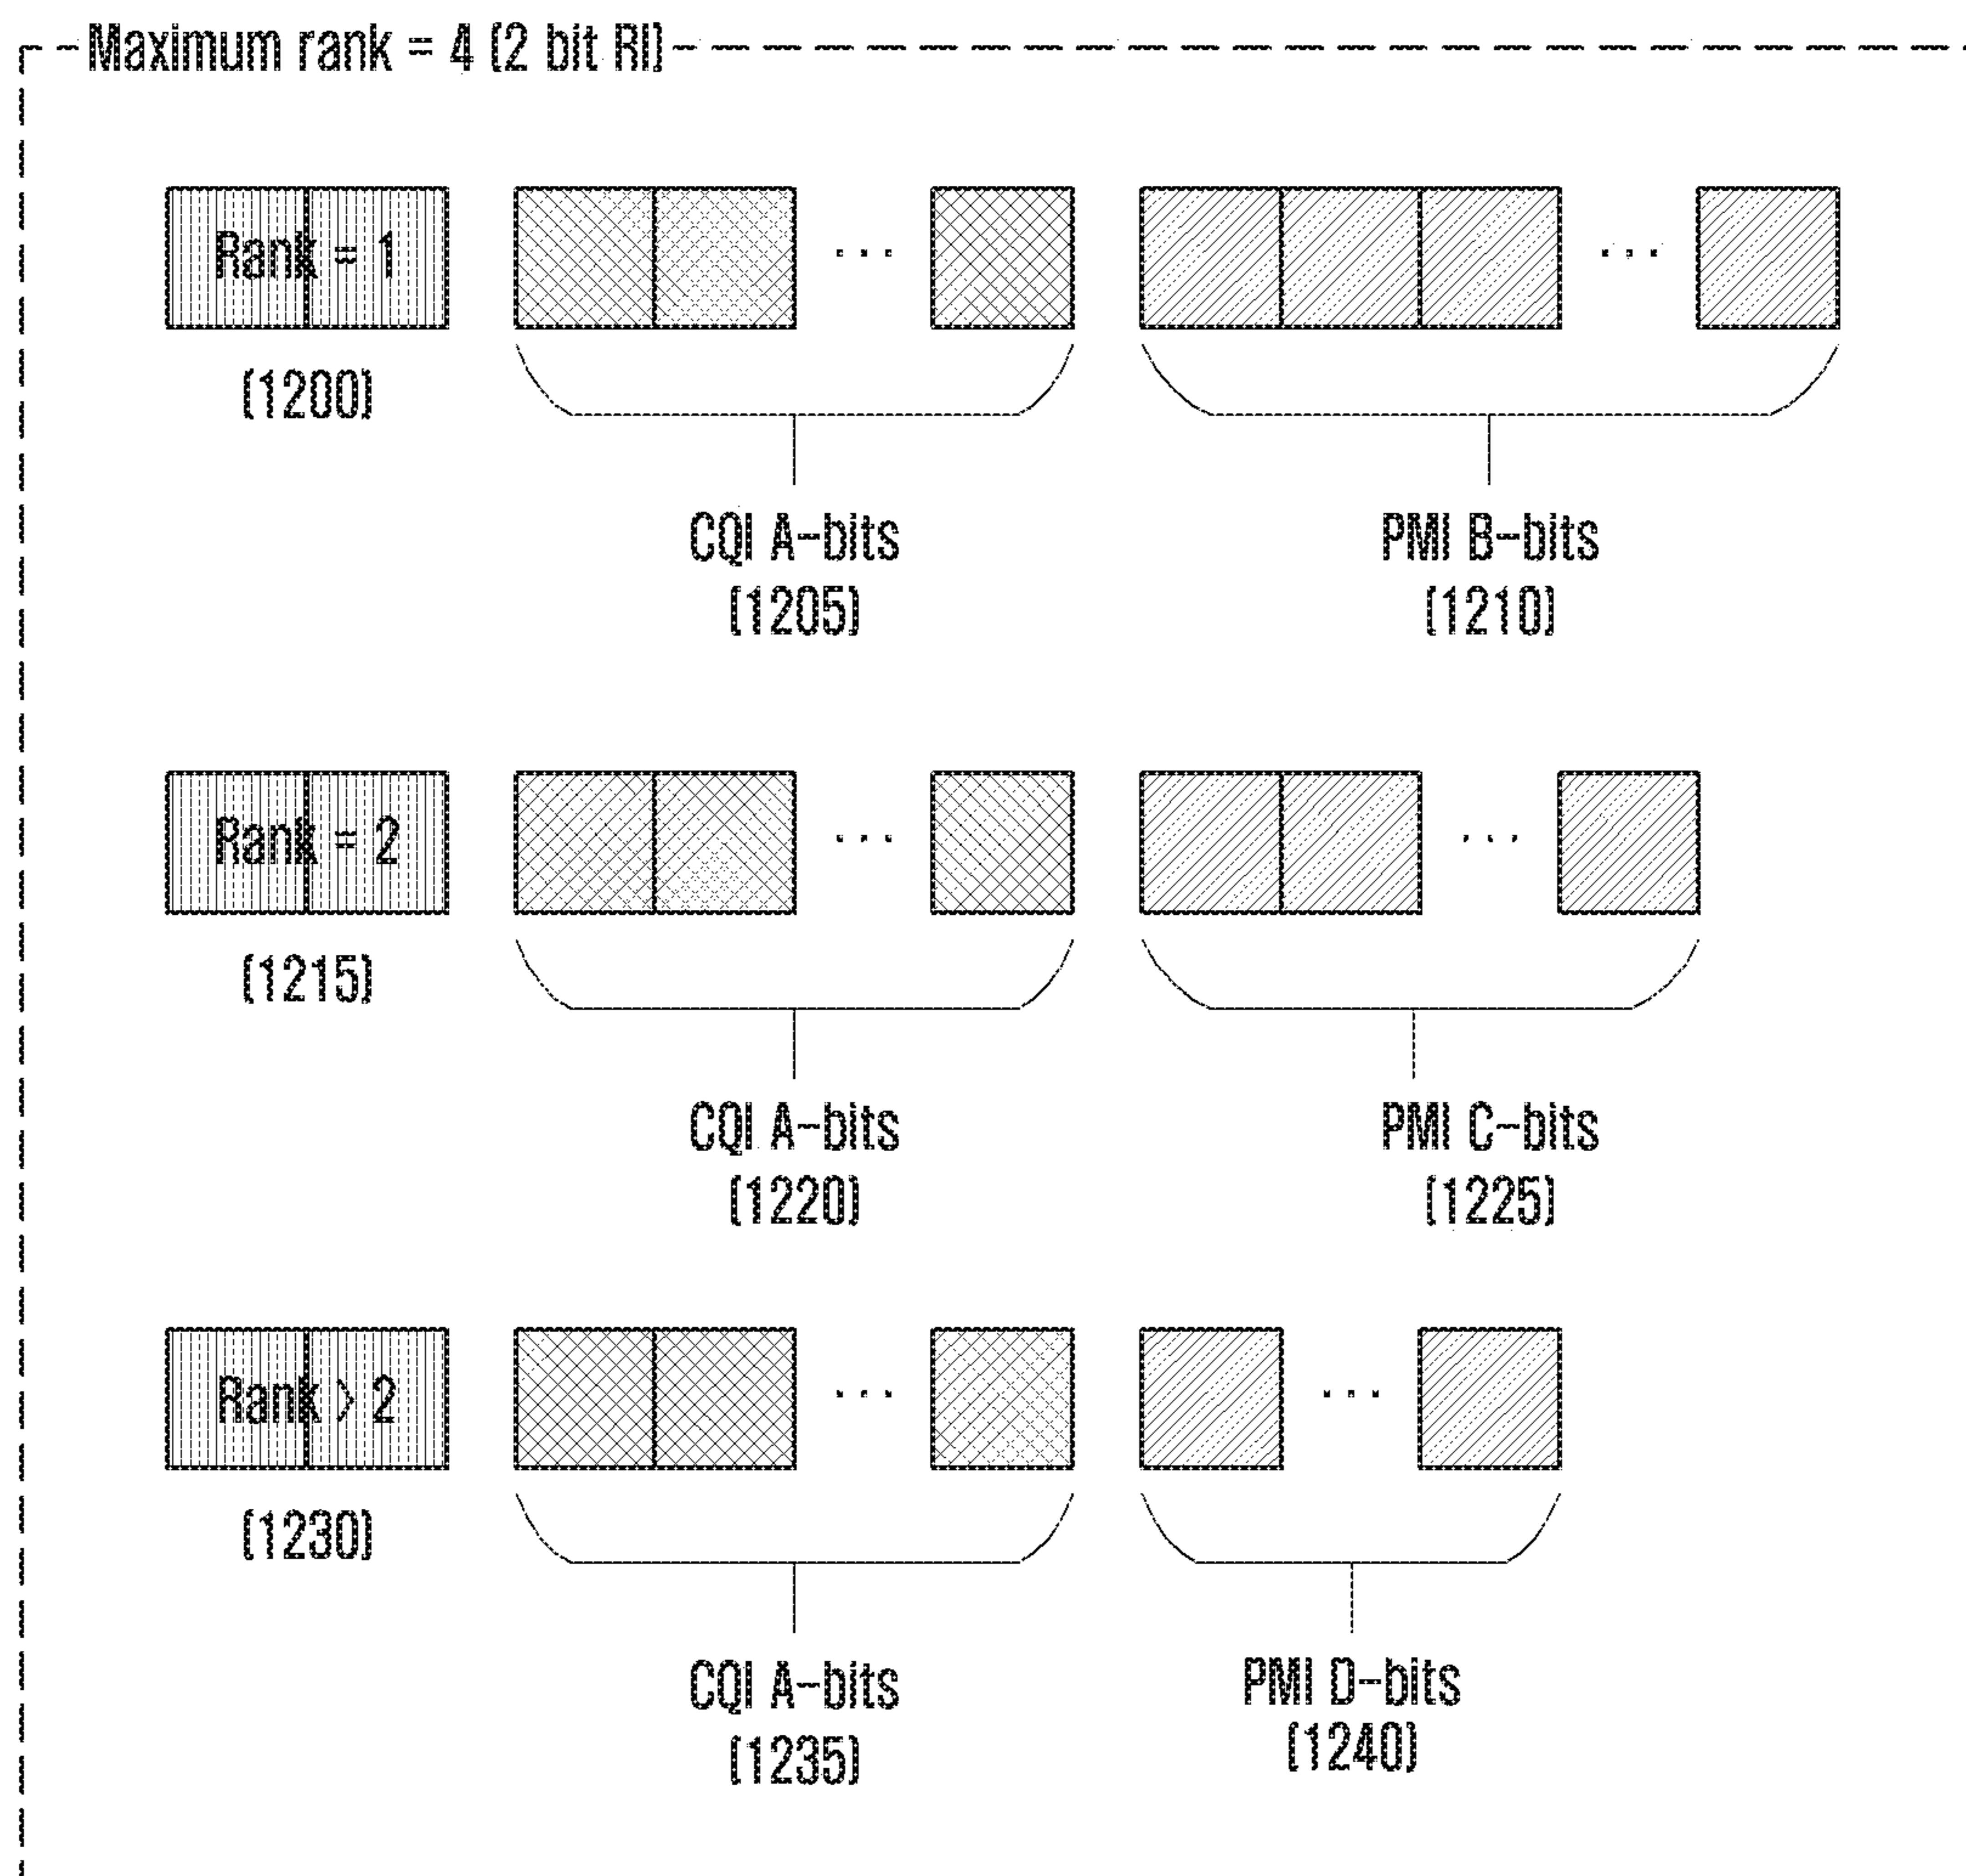 Maximum rank = 4 (2 bit RI)
Rank = 1
...
...
(1200)
CQI A-bits
PMI B-bits
(1205)
(1210)
Rank = 2
...
...
(1215)
CQI A-bits
PMI C-bits
(1220)
(1225)
Rank > 2
...
...
(1230)
CQI A-bits
PMI D-bits
(1235)
(1240)